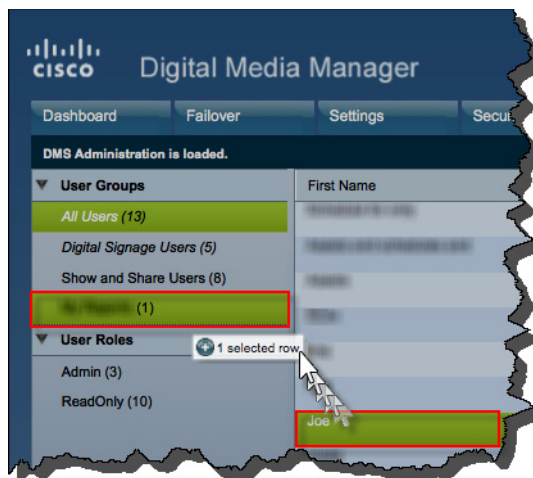 CISCO Digital Media Manager
Dashboard Failover Settings Secur
DMS Administration is loaded.
User Groups
First Name
All Users (13)
Digital Signage Users (5)
Show and Share Users (8)
(1)
User Roles
1 selected row
Admin (3)
ReadOnly (10)
Joe